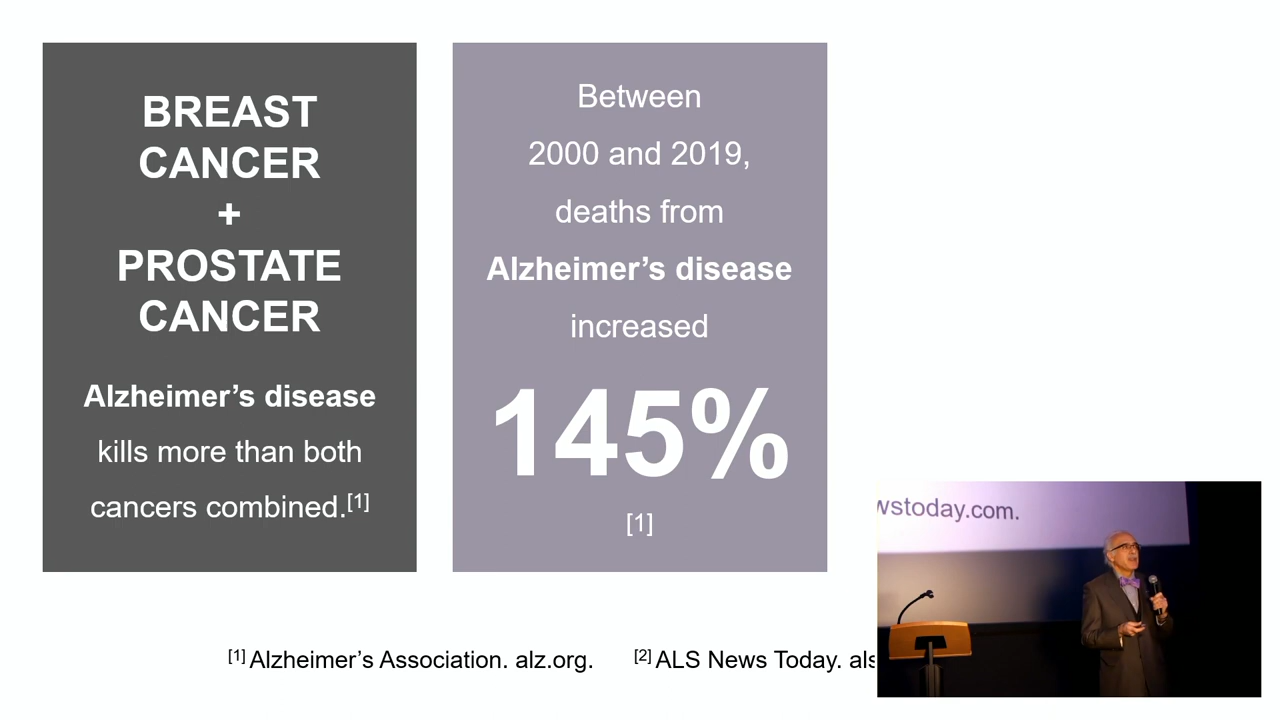 BREAST
CANCER
+
PROSTATE
CANCER
Alzheimer’s disease
kills more than both
cancers combined.[1]
Between
2000 and 2019,
deaths from
Alzheimer’s disease
increased
145%
[1]
[1] Alzheimer’s Association. alz.org. [2] ALS News Today. als
wstoday.com.